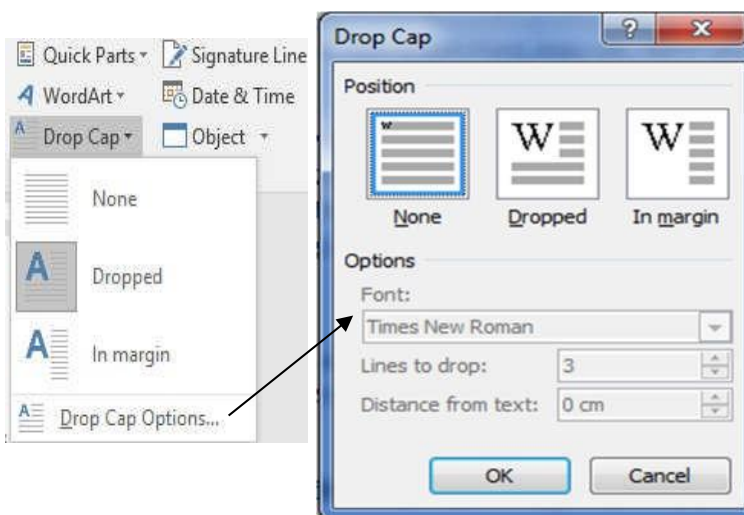 Quick Parts Signature Line
WordArt Date & Time
Drop Cap Object
None
Dropped
In margin
Drop Cap Options...
Drop Cap
Position
W W W
None Dropped In margin
Options
Font:
Times New Roman
Lines to drop: 3
Distance from text: 0 cm
OK Cancel